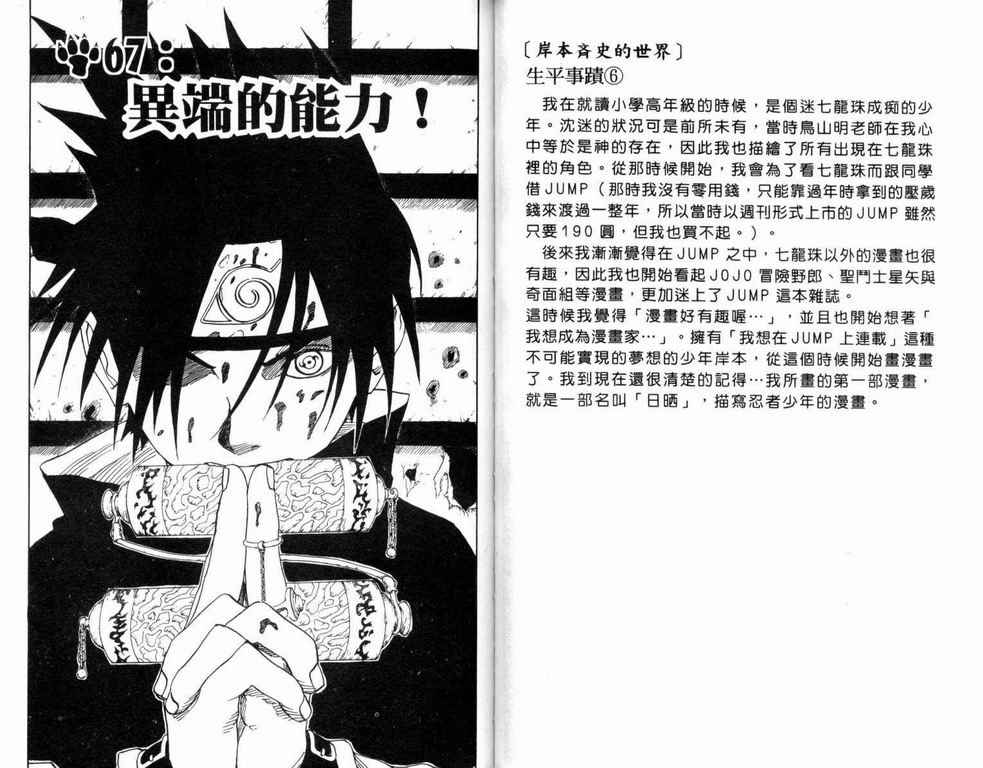 67：
異端的能力！
〔岸本斉史的世界〕
生平事蹟⑥
我在就讀小學高年級的時候，是個迷七龍珠成痴的少
年。沈迷的狀況可是前所未有，當時鳥山明老師在我心
中等於是神的存在，因此我也描繪了所有出現在七龍珠
裡的角色。從那時候開始，我會為了看七龍珠而跟同學
借JUMP（那時我沒有零用錢，只能靠過年時拿到的壓歲
錢來渡過一整年，所以當時以週刊形式上市的JUMP雖然
只要190圓，但我也買不起。）。
後來我漸漸覺得在JUMP之中，七龍珠以外的漫畫也很
有趣，因此我也開始看起JOJO冒險野郎、聖鬥士星矢與
奇面組等漫畫，更加迷上了JUMP這本雜誌。
這時候我覺得「漫畫好有趣喔…」，並且也開始想著「
我想成為漫畫家…」。擁有「我想在JUMP上連載」這種
不可能實現的夢想的少年岸本，從這個時候開始畫漫畫
了。我到現在還很清楚的記得…我所畫的第一部漫畫，
就是一部名叫「日晒」，描寫忍者少年的漫畫。